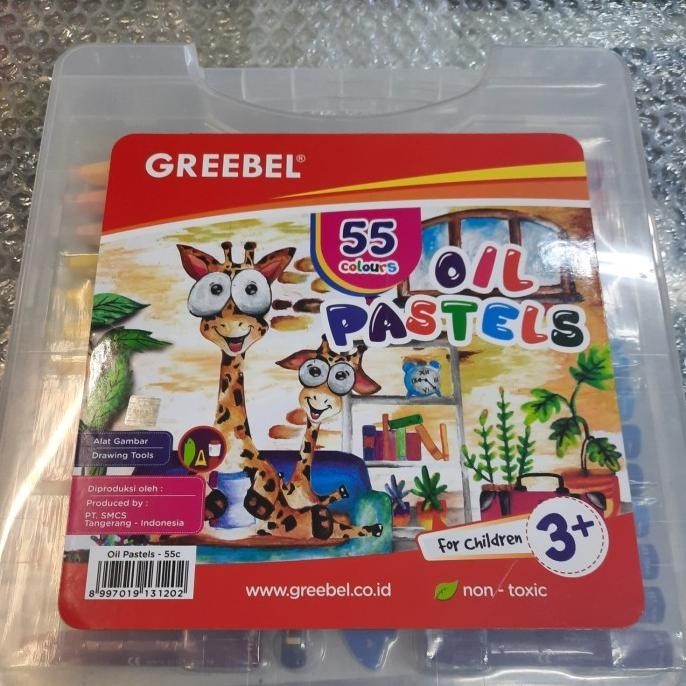 GREEBEL®
55
colours
OIL
PASTELS
Alat Gambar
Drawing Tools
Diproduksi oleh :
Produced by :
PT. SMCS
Tangerang - Indonesia
for Children
3+
Oil Pastels - 55c
8 997019 131202
www.greebel.co.id
non - toxic